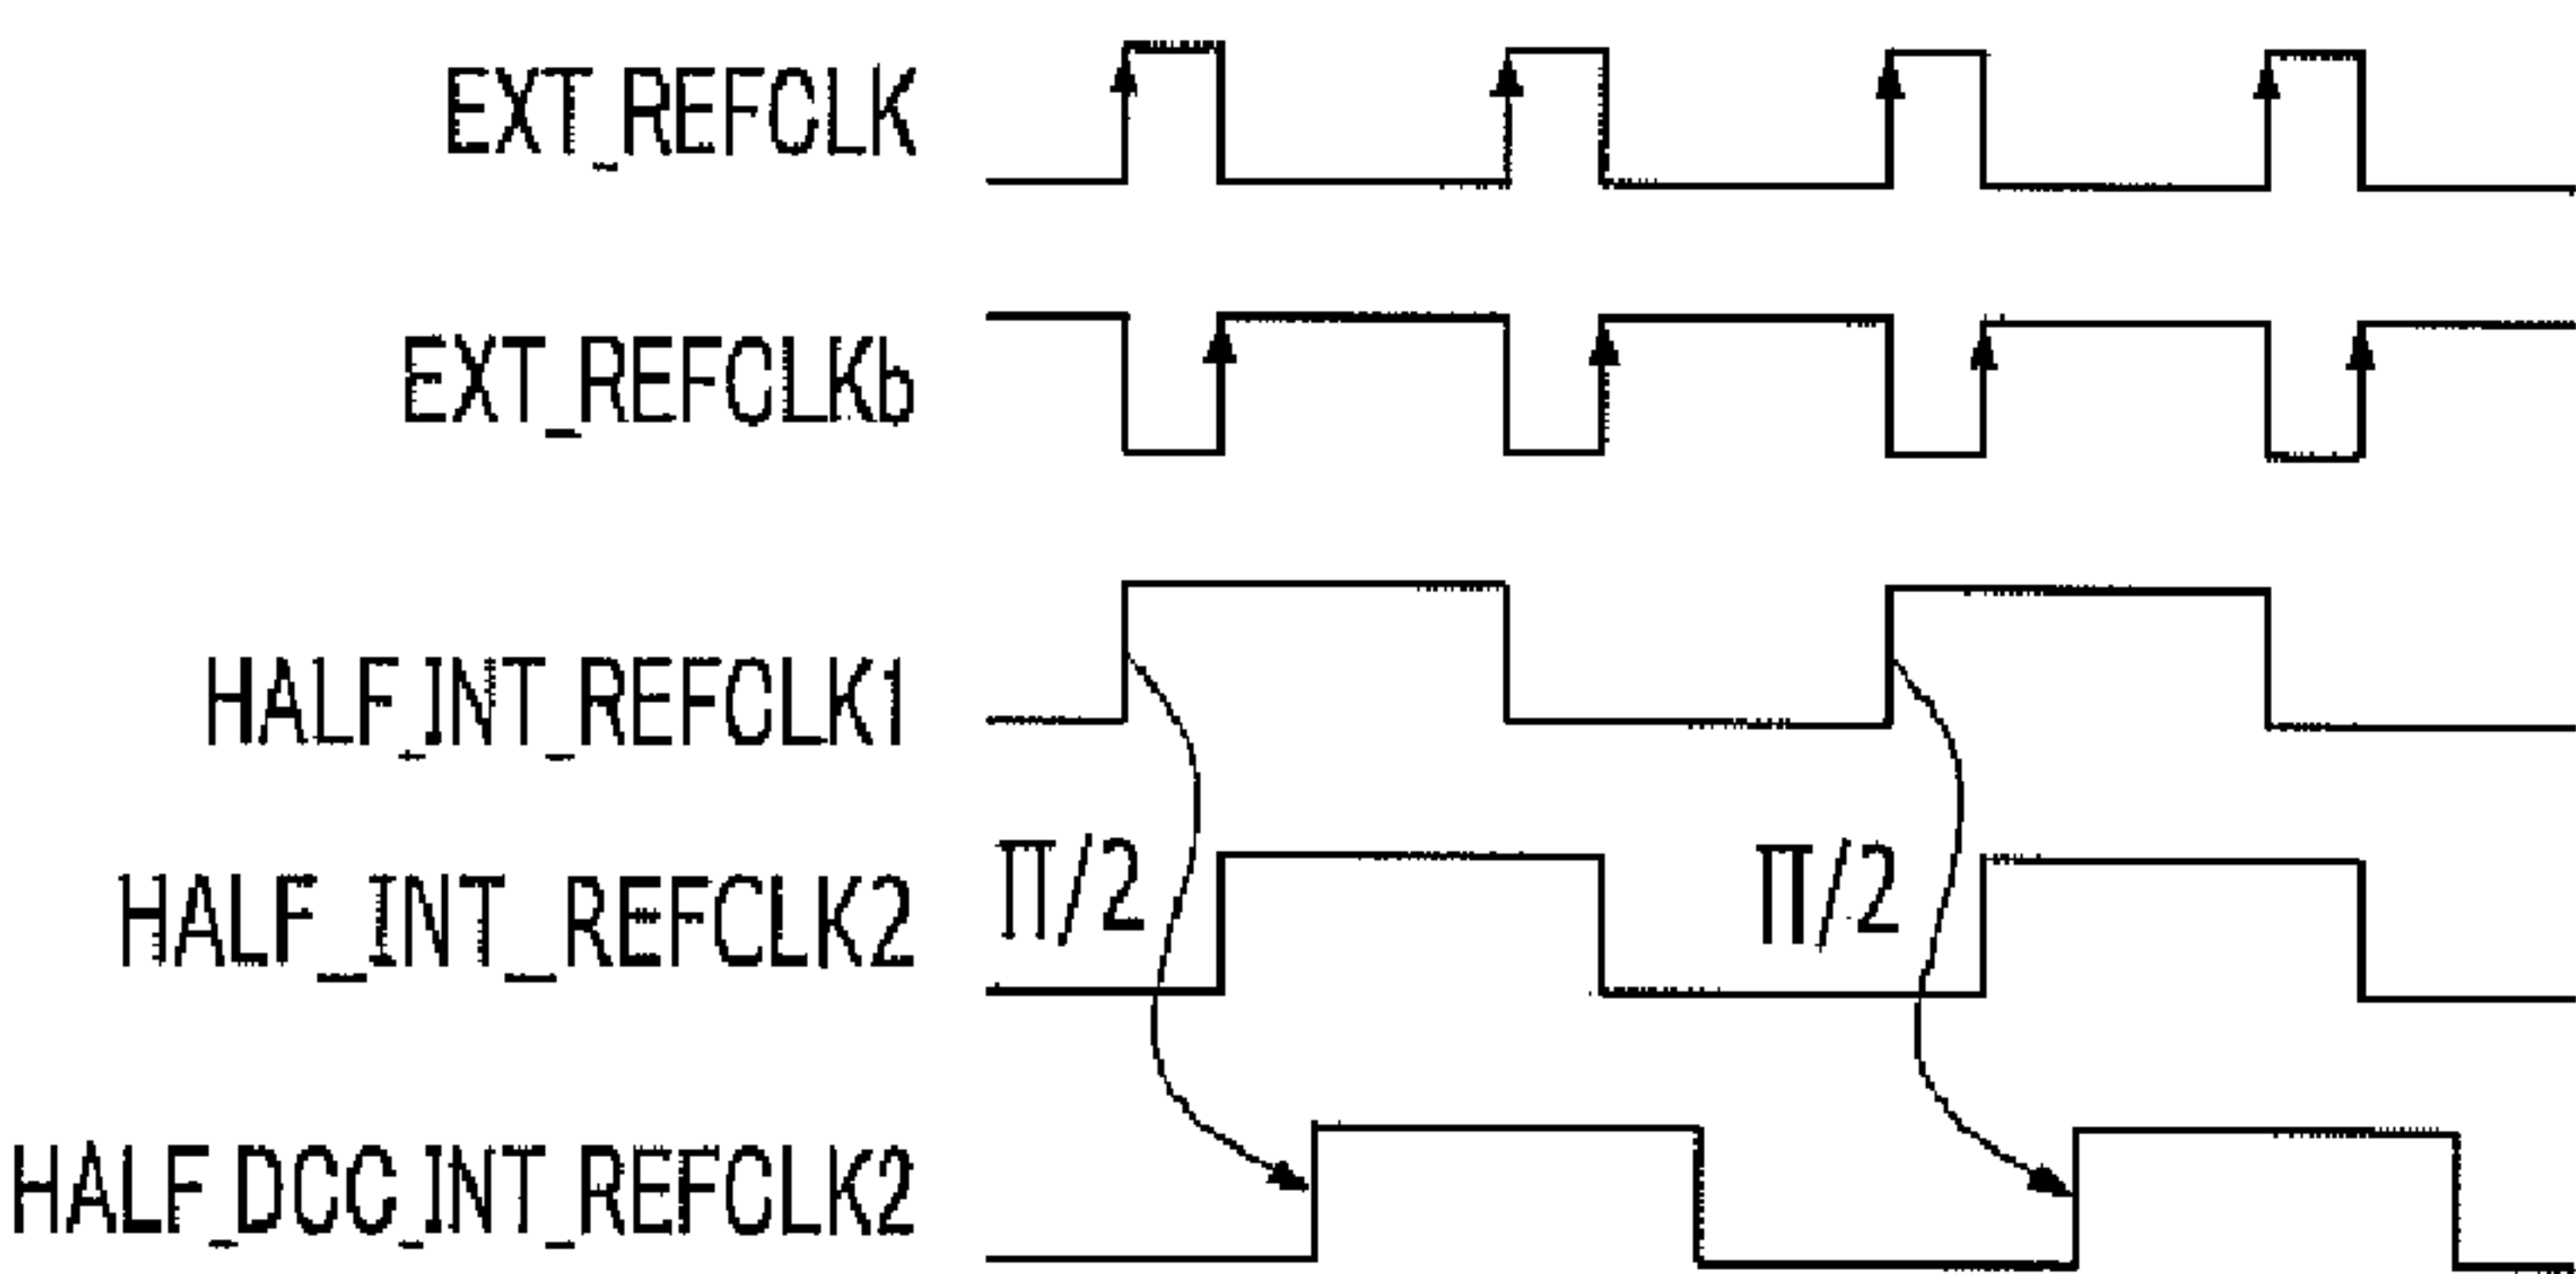 EXT_REFCLK
EXT_REFCLKb
HALF_INT_REFCLK1
Π/2 Π/2
HALF_INT_REFCLK2
HALF_DCC_INT_REFCLK2